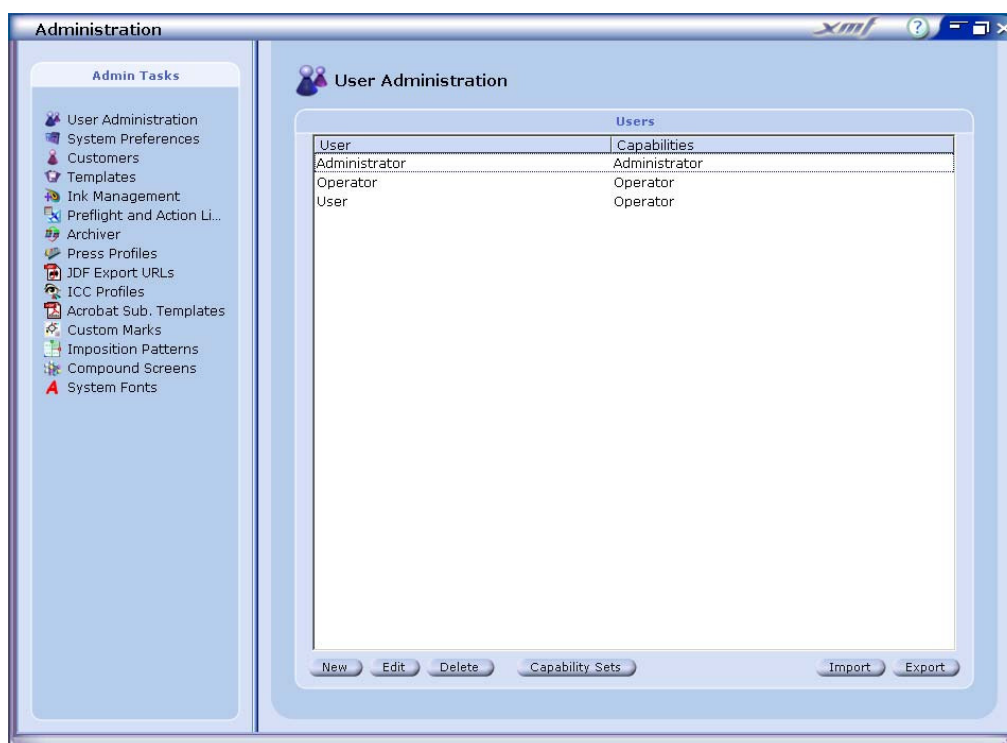 Administration
xmf
?
Admin Tasks
User Administration
System Preferences
Customers
Templates
Ink Management
Preflight and Action Li...
Archiver
Press Profiles
JDF Export URLs
ICC Profiles
Acrobat Sub. Templates
Custom Marks
Imposition Patterns
Compound Screens
System Fonts
User Administration
Users
User Capabilities
Administrator Administrator
Operator Operator
User Operator
New Edit Delete Capability Sets Import Export